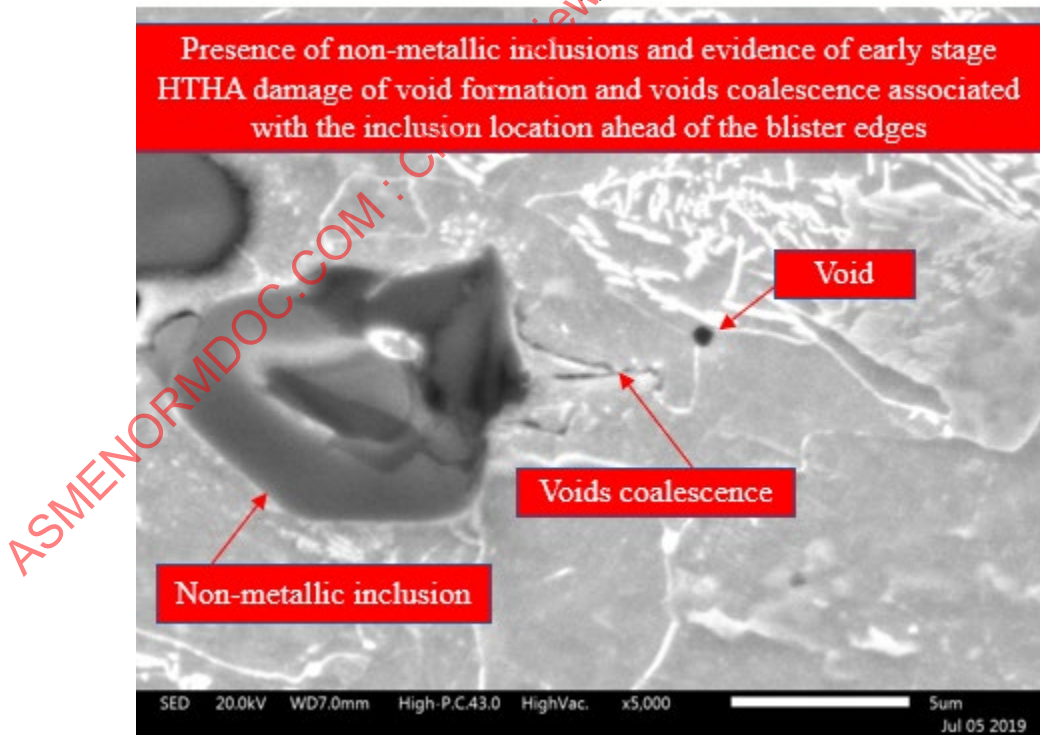 Presence of non-metallic inclusions and evidence of early stage
HTHA damage of void formation and voids coalescence associated
with the inclusion location ahead of the blister edges
Void
Voids coalescence
Non-metallic inclusion
SED 20.0kV WD7.0mm High-P.C.43.0 HighVac. x5,000 5um
Jul 05 2019
ASMENORMDOC.COM :